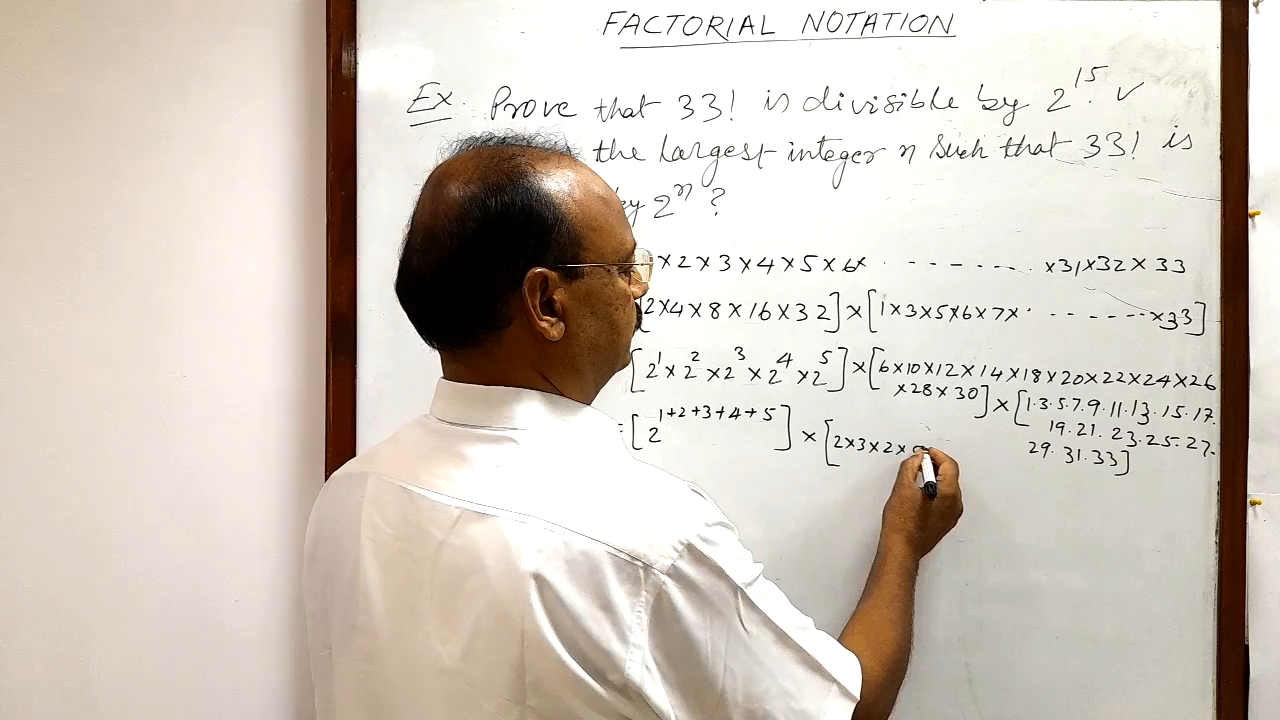 FACTORIAL NOTATION
Ex. Prove that 33! is divisible by 2^15. ✓
the largest integer n such that 33! is
by 2^n ?
×2×3×4×5×6× . - - - - - - . ×31×32×33
[2×4×8×16×32]×[1×3×5×6×7×· - - - - - - ×33]
[2^1×2^2×2^3×2^4×2^5]×[6×10×12×14×18×20×22×24×26
×28×30]×[1.3.5.7.9.11.13.15.17.
19.21.23.25.27.
29.31.33]
=[2^1+2+3+4+5]×[2×3×2×